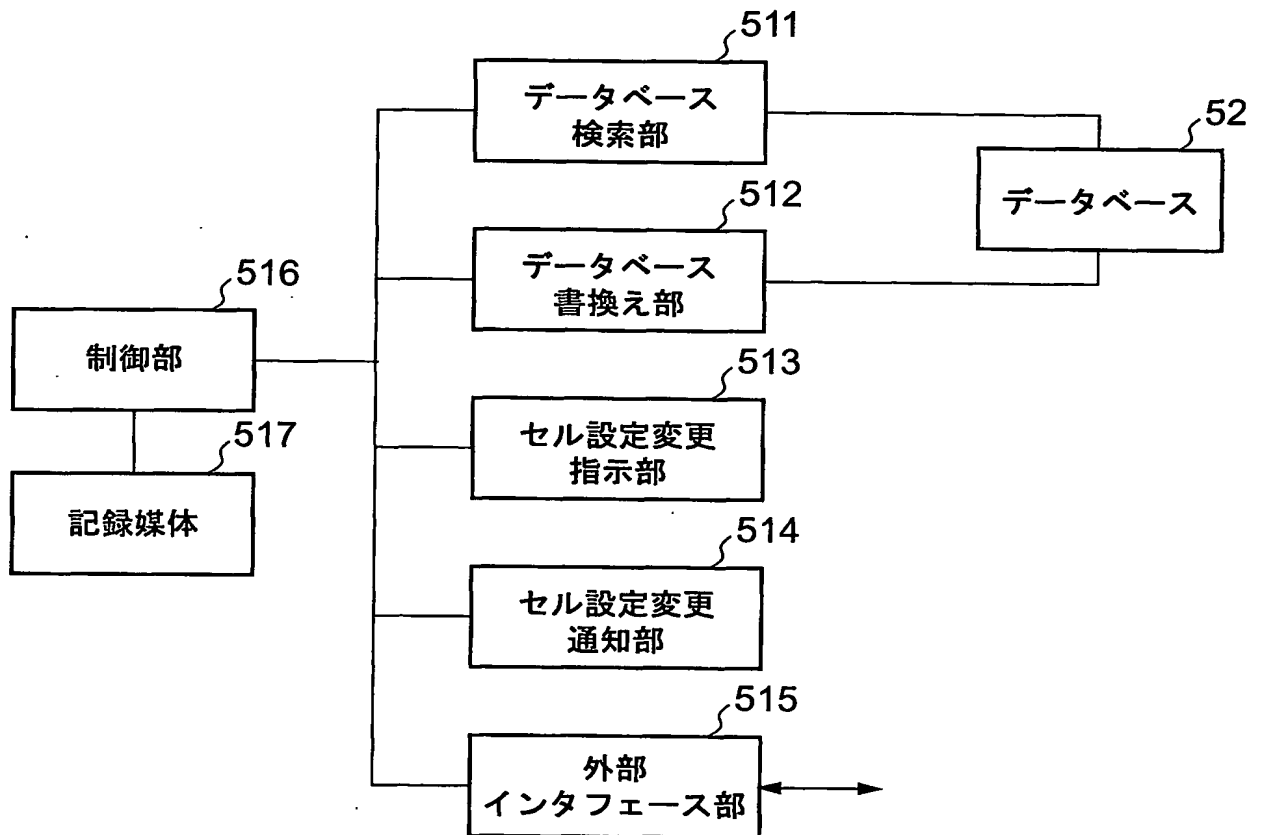 511
データベース
検索部
52
データベース
512
データベース
書換え部
516
制御部
513
セル設定変更
指示部
517
記録媒体
514
セル設定変更
通知部
515
外部
インタフェース部